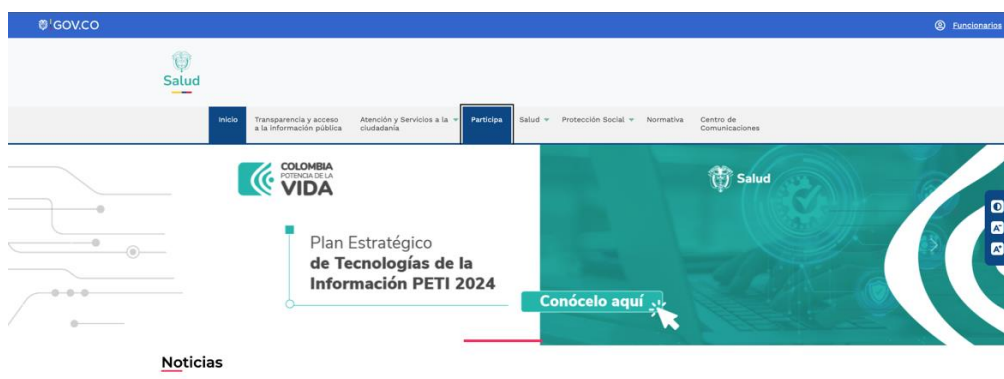 GOV.CO
Funcionarios
Salud
Inicio
Transparencia y acceso
a la información pública
Atención y Servicios a la
ciudadanía
Participa
Salud
Protección Social
Normativa
Centro de
Comunicaciones
COLOMBIA
POTENCIA DE LA
VIDA
Salud
Plan Estratégico
de Tecnologías de la
Información PETI 2024
Conócelo aquí
A-
A+
Noticias